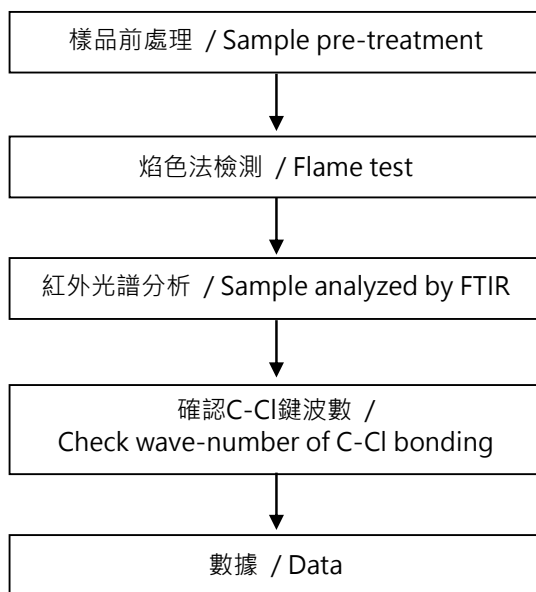 樣品前處理 / Sample pre-treatment
焰色法檢測 / Flame test
紅外光譜分析 / Sample analyzed by FTIR
確認C-Cl鍵波數 /
Check wave-number of C-Cl bonding
數據 / Data